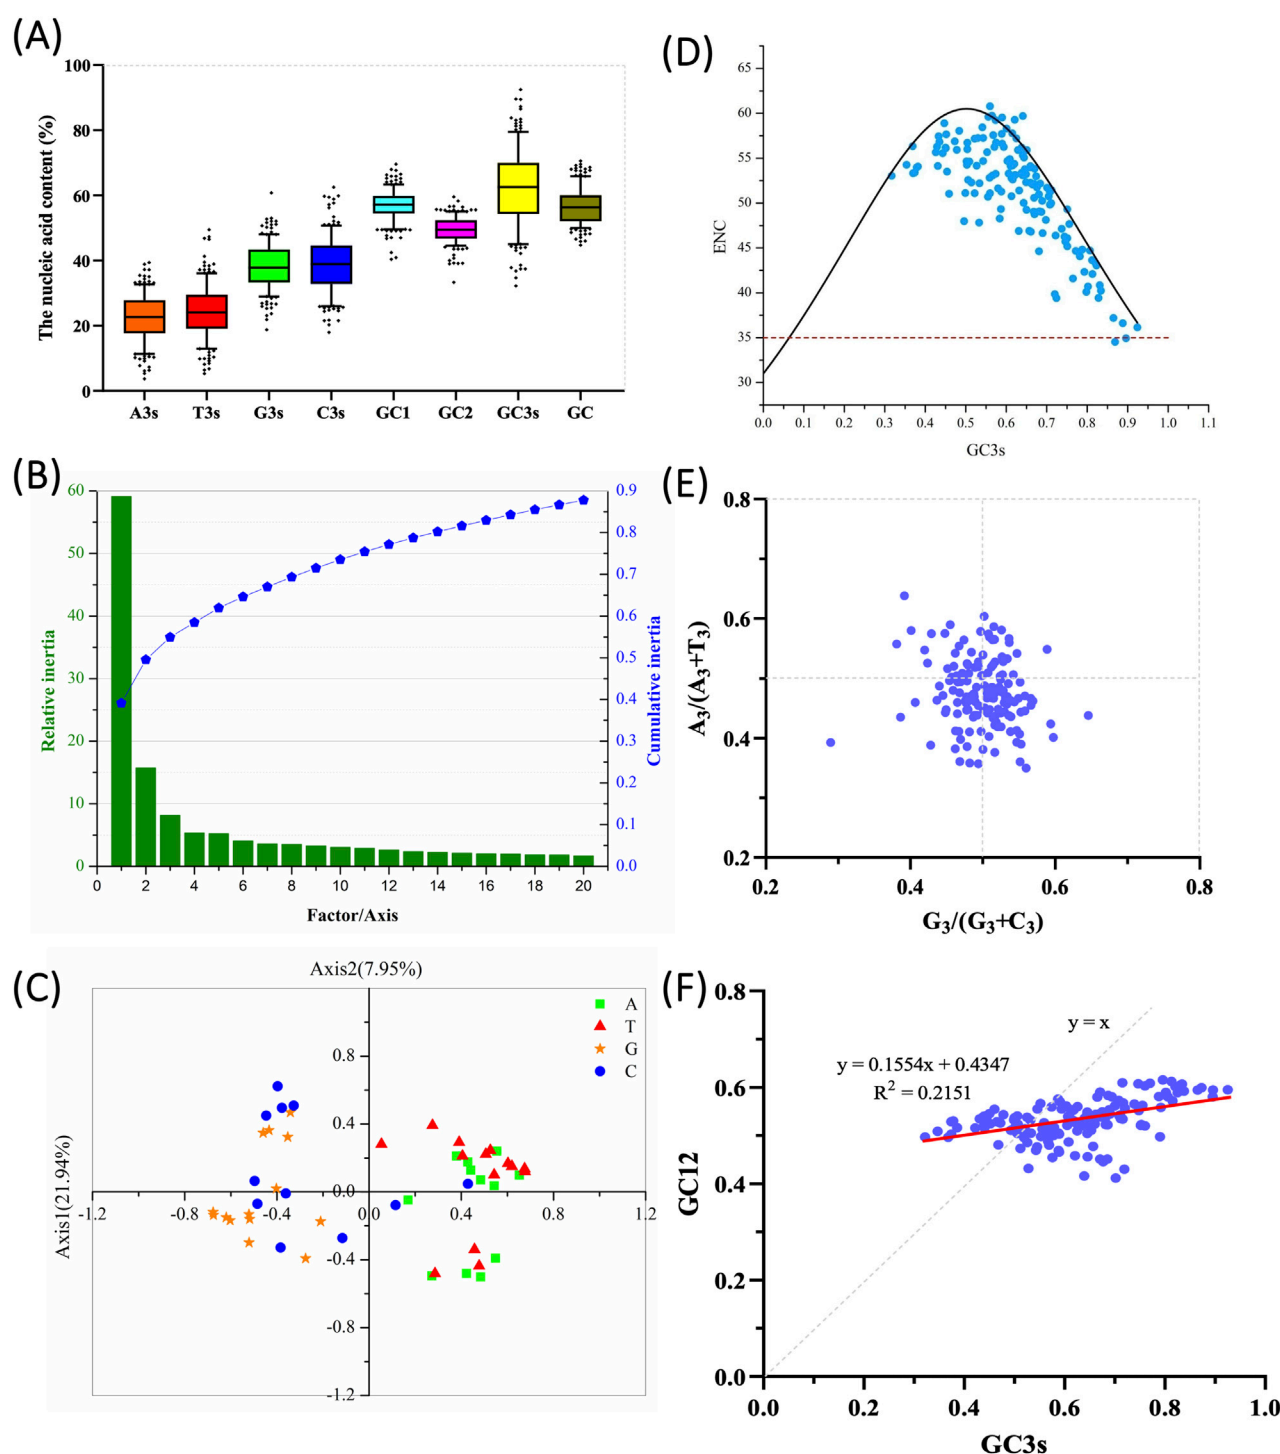 (A)
The nucleic acid content (%)
100
80
60
40
20
0
A3s T3s G3s C3s GC1 GC2 GC3s GC
(D)
ENC
65
60
55
50
45
40
35
30
0.0 0.1 0.2 0.3 0.4 0.5 0.6 0.7 0.8 0.9 1.0 1.1
GC3s
(B)
Relative inertia
60
50
40
30
20
10
0
Cumulative inertia
0.9
0.8
0.7
0.6
0.5
0.4
0.3
0.2
0.1
0.0
0 2 4 6 8 10 12 14 16 18 20
Factor/Axis
(E)
A3/(A3+T3)
0.8
0.6
0.4
0.2
0.2 0.4 0.6 0.8
G3/(G3+C3)
(C)
Axis2(7.95%)
Axis1(21.94%)
A
T
G
C
0.8
0.4
0.0
-0.4
-0.8
-1.2
-1.2 -0.8 -0.4 0.0 0.4 0.8 1.2
(F)
GC12
0.8
0.6
0.4
0.2
0.0
y = x
y = 0.1554x + 0.4347
R² = 0.2151
0.0 0.2 0.4 0.6 0.8 1.0
GC3s